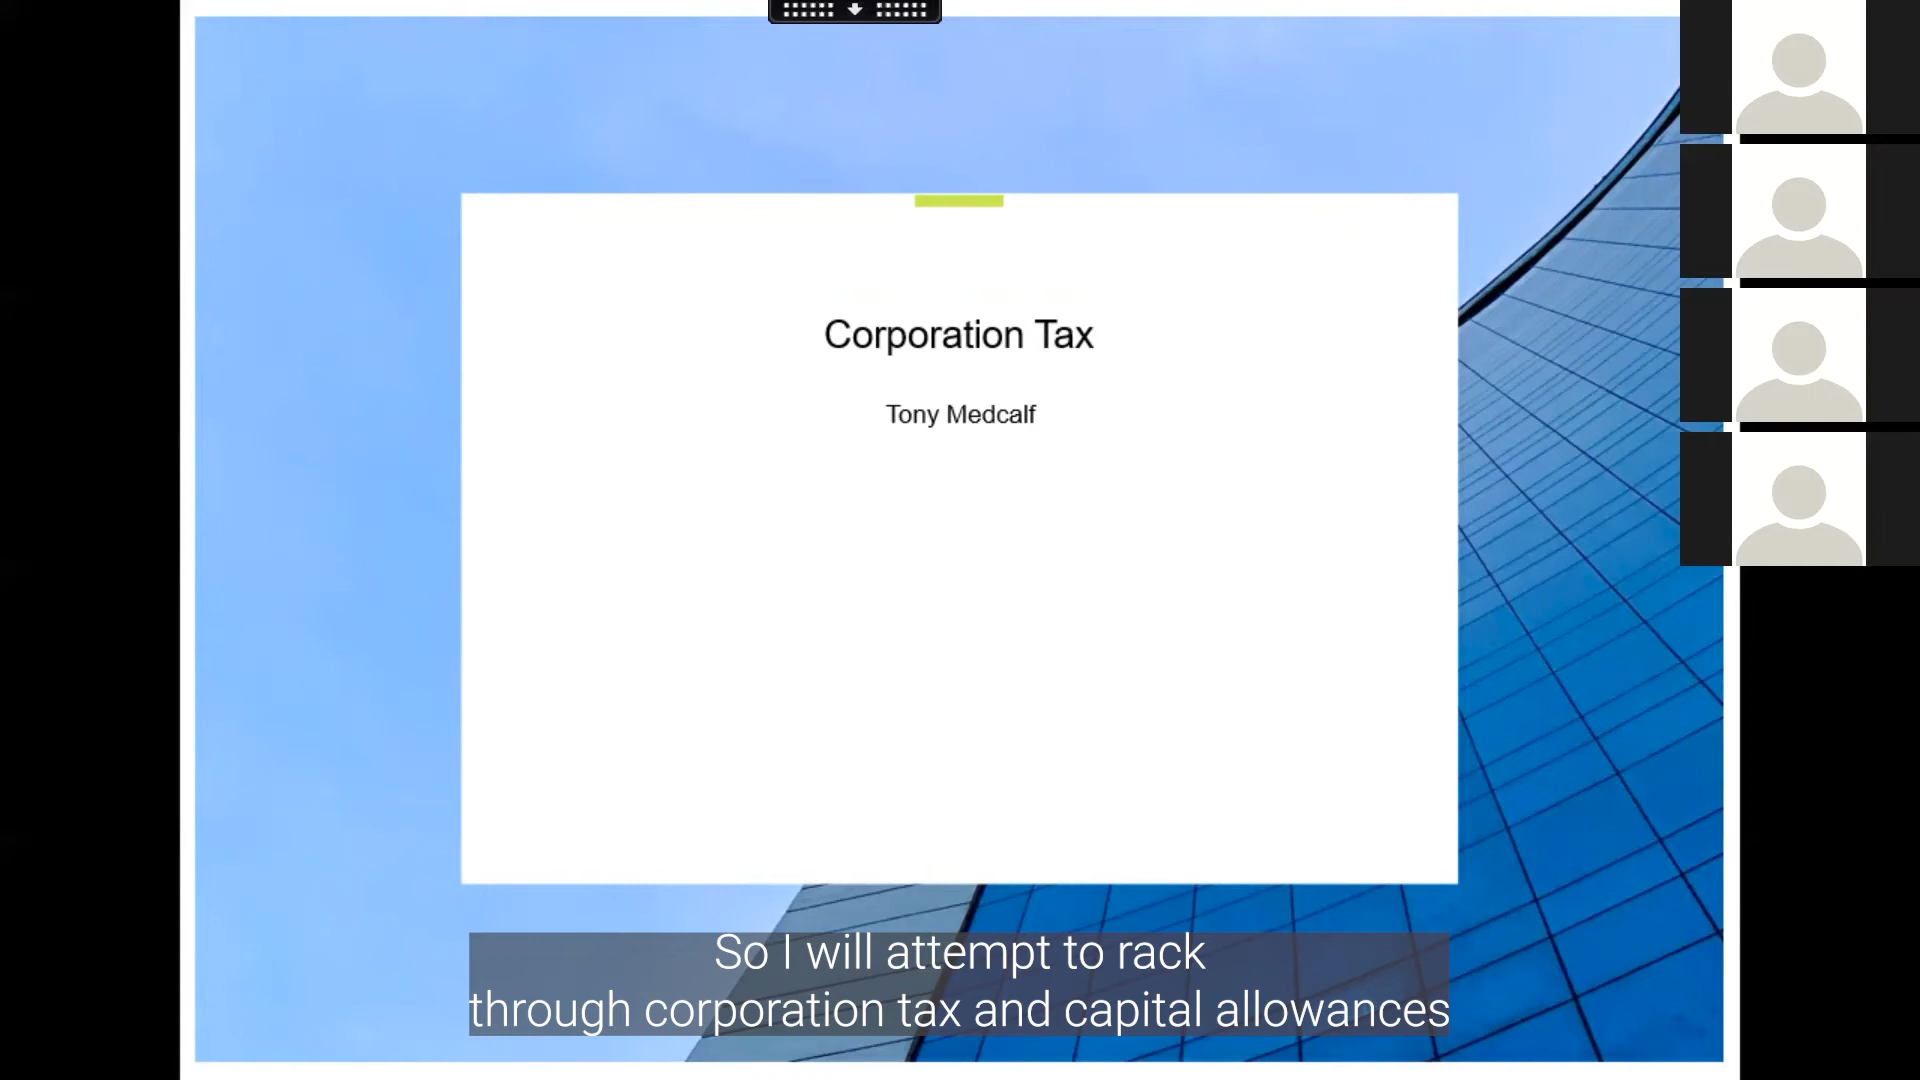 Corporation Tax
Tony Medcalf
So I will attempt to rack
through corporation tax and capital allowances